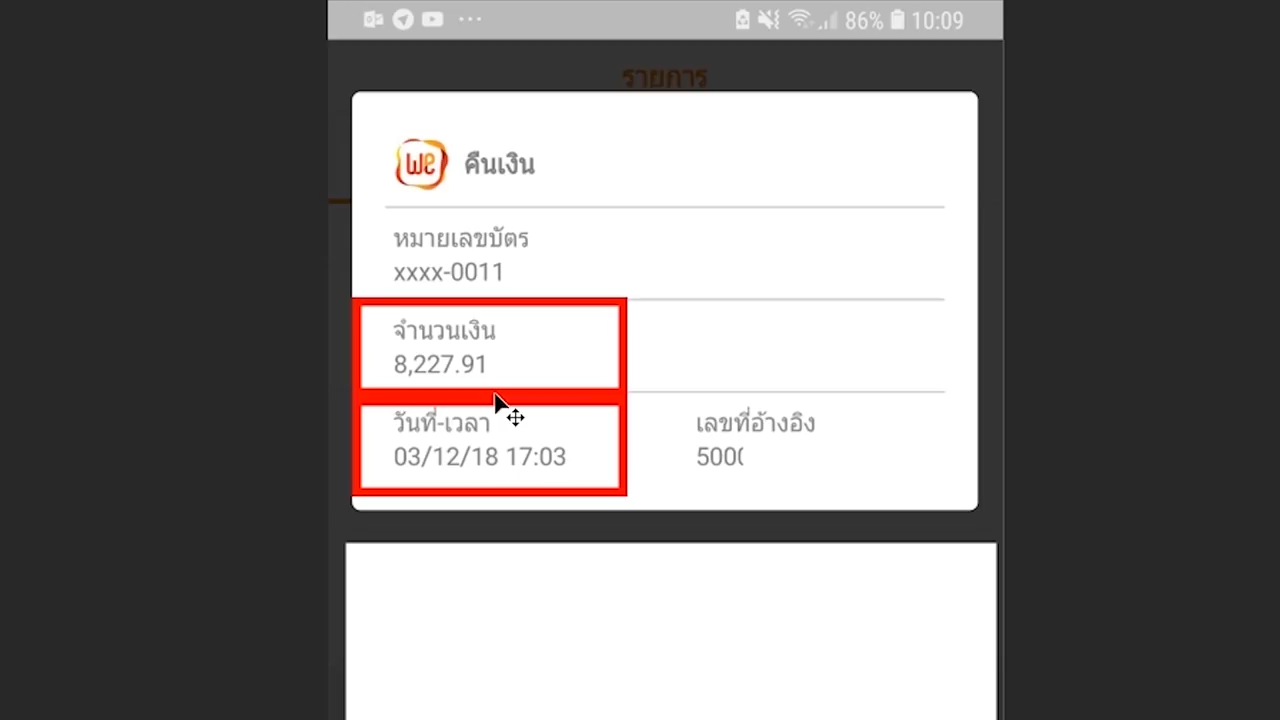 86% 10:09
รายการ
we คืนเงิน
หมายเลขบัตร
xxxx-0011
จำนวนเงิน
8,227.91
วันที่-เวลา
03/12/18 17:03
เลขที่อ้างอิง
500